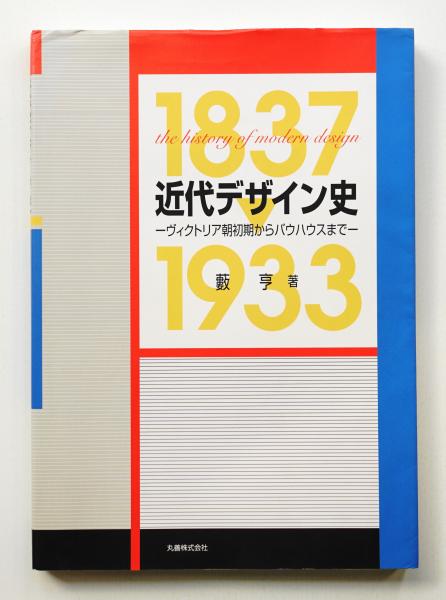 1837
the history of modern design
近代デザイン史
―ヴィクトリア朝初期からバウハウスまで―
1933
藪 亨 著
丸善株式会社